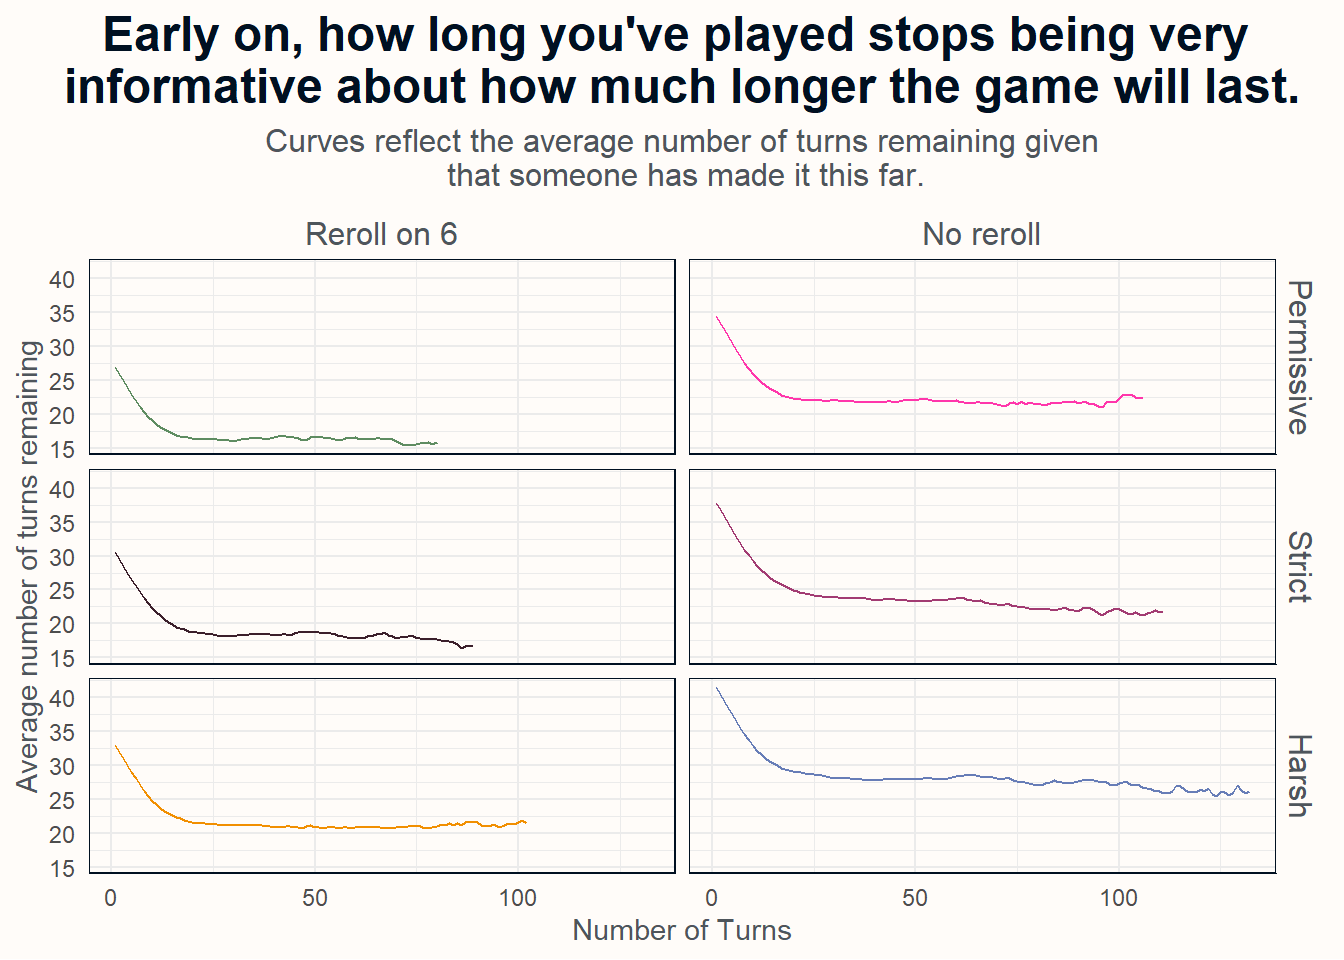 Early on, how long you've played stops being very
informative about how much longer the game will last.
Curves reflect the average number of turns remaining given
that someone has made it this far.
Reroll on 6
No reroll
Average number of turns remaining
40
35
30
25
20
15
Permissive
40
35
30
25
20
15
Strict
40
35
30
25
20
15
Harsh
0
50
100
0
50
100
Number of Turns